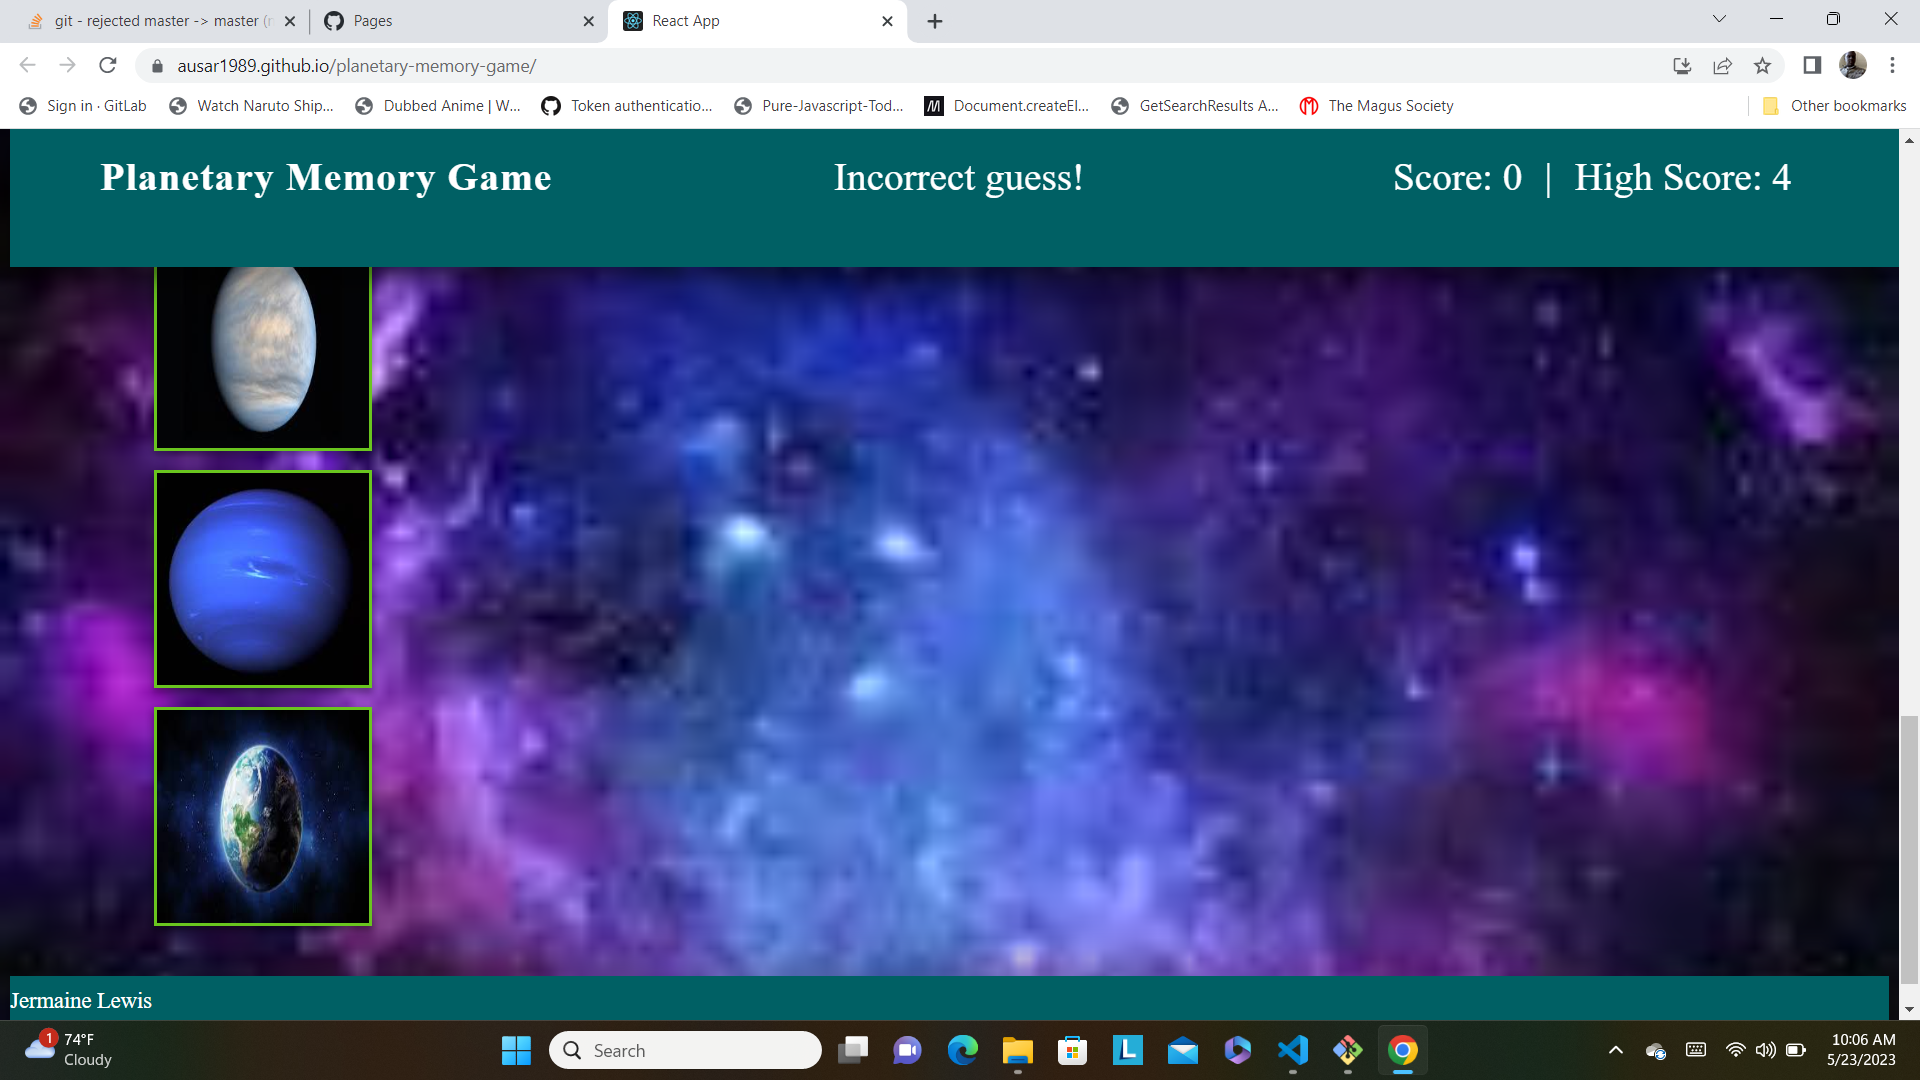 git - rejected master -> master (
Pages
React App
ausar1989.github.io/planetary-memory-game/
Sign in · GitLab
Watch Naruto Ship...
Dubbed Anime | W...
Token authenticatio...
Pure-Javascript-Tod...
Document.createEl...
GetSearchResults A...
The Magus Society
Other bookmarks
Planetary Memory Game
Incorrect guess!
Score: 0 | High Score: 4
Jermaine Lewis
1
74°F
Cloudy
Search
10:06 AM
5/23/2023